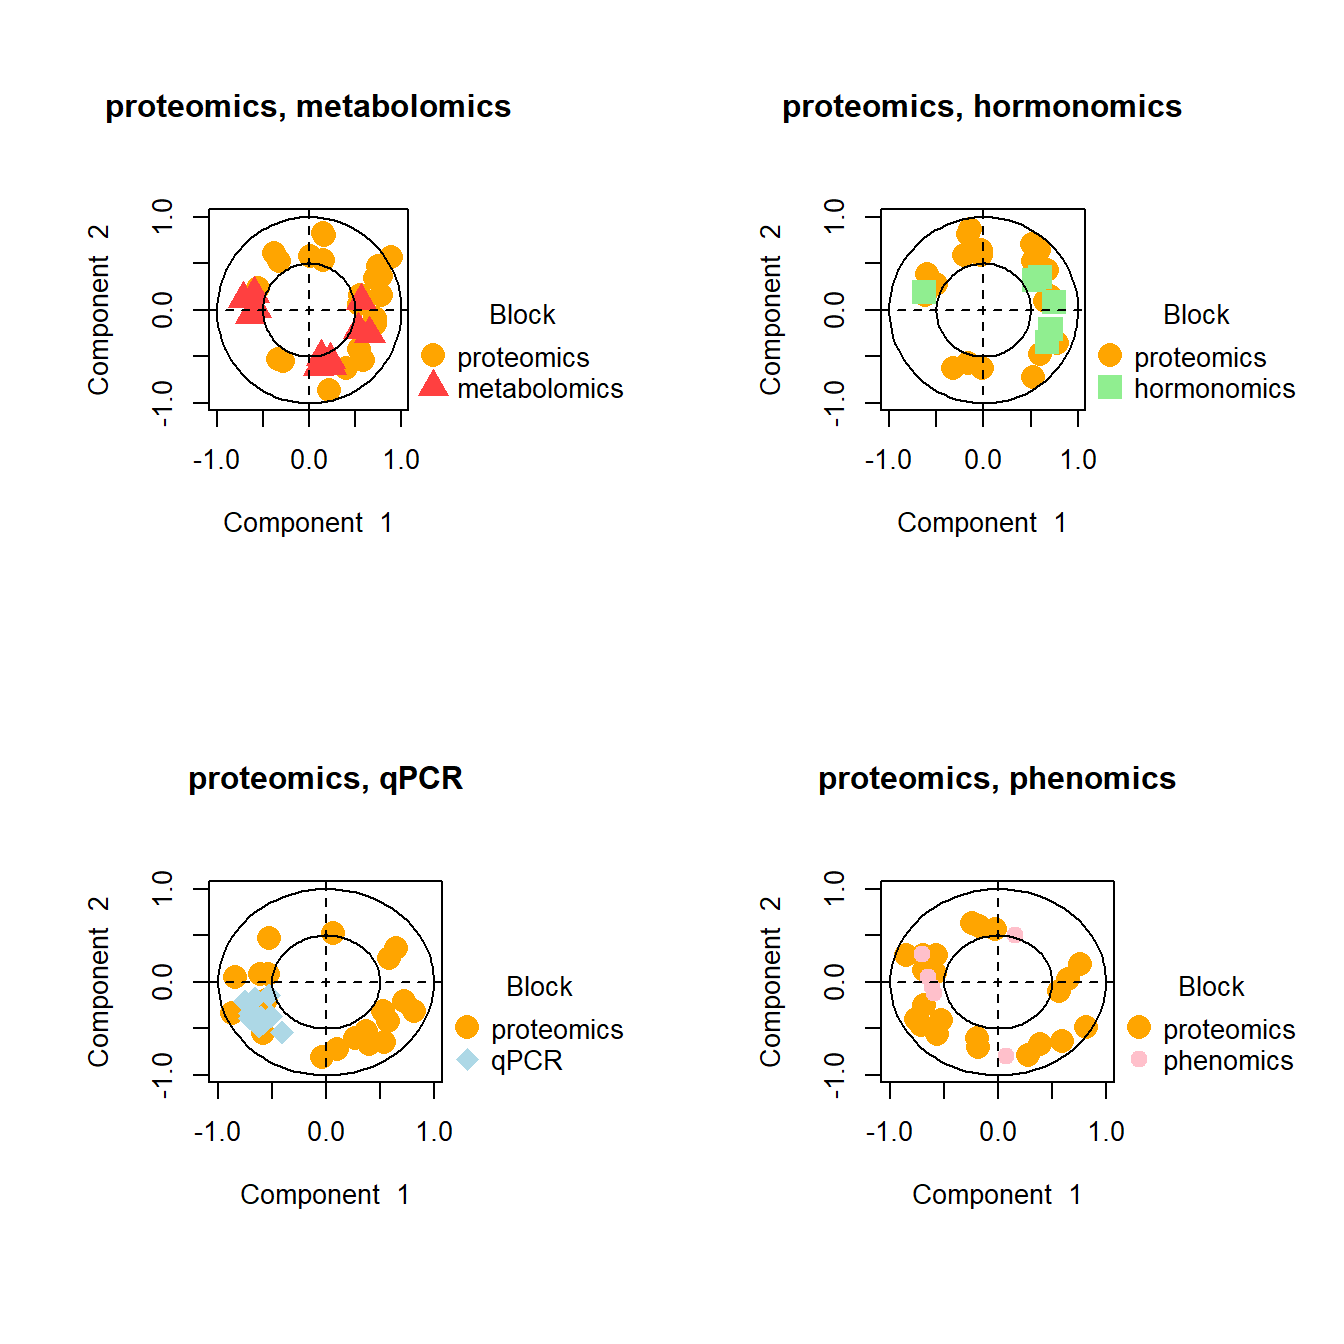 proteomics, metabolomics
1.0
0.0
-1.0
Component 2
-1.0 0.0 1.0
Component 1
Block
proteomics
metabolomics
proteomics, hormonomics
1.0
0.0
-1.0
Component 2
-1.0 0.0 1.0
Component 1
Block
proteomics
hormonomics
proteomics, qPCR
1.0
0.0
-1.0
Component 2
-1.0 0.0 1.0
Component 1
Block
proteomics
qPCR
proteomics, phenomics
1.0
0.0
-1.0
Component 2
-1.0 0.0 1.0
Component 1
Block
proteomics
phenomics